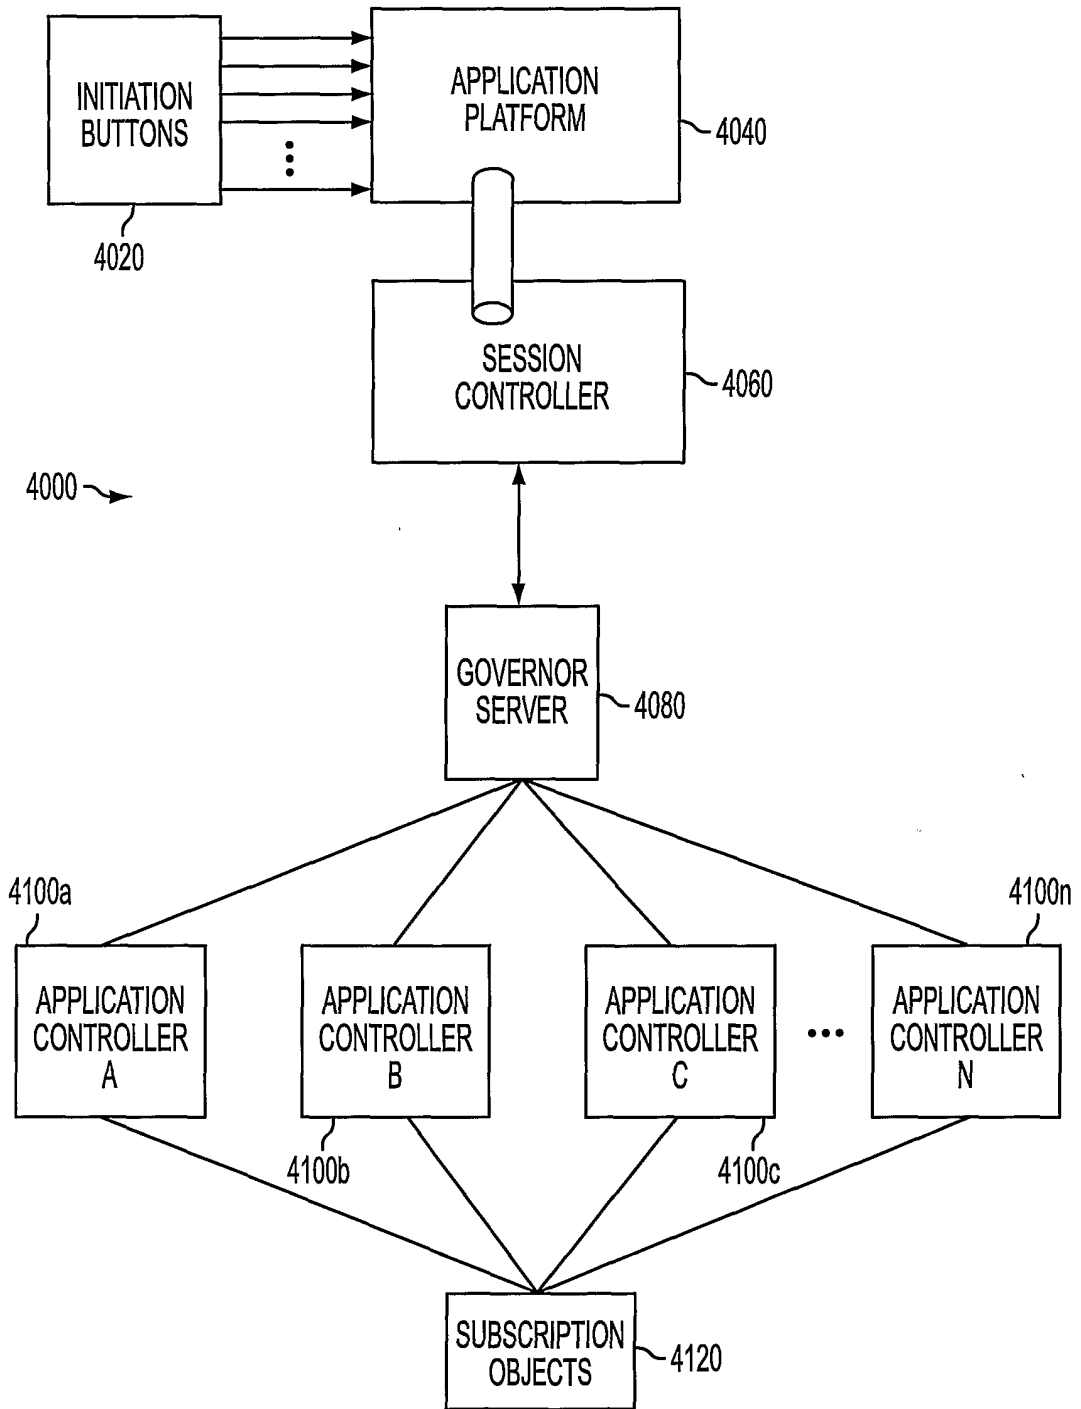 INITIATION
BUTTONS
4020
APPLICATION
PLATFORM
4040
SESSION
CONTROLLER
4060
4000
GOVERNOR
SERVER
4080
4100a
APPLICATION
CONTROLLER
A
APPLICATION
CONTROLLER
B
4100b
APPLICATION
CONTROLLER
C
4100c
•••
4100n
APPLICATION
CONTROLLER
N
SUBSCRIPTION
OBJECTS
4120